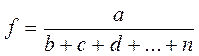 f = a / (b + c + d + ... + n)